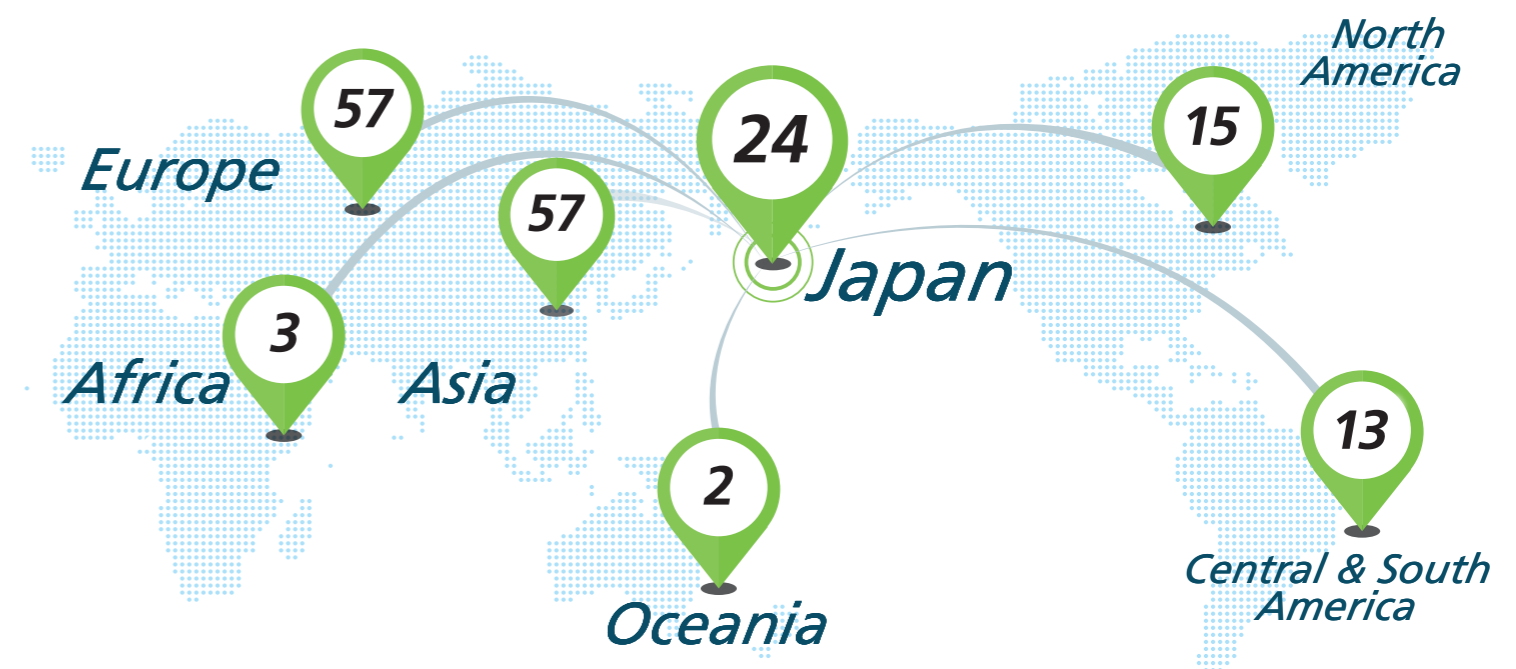 North
America
57
24
15
Europe
57
Japan
3
Africa
Asia
13
2
Central & South
America
Oceania